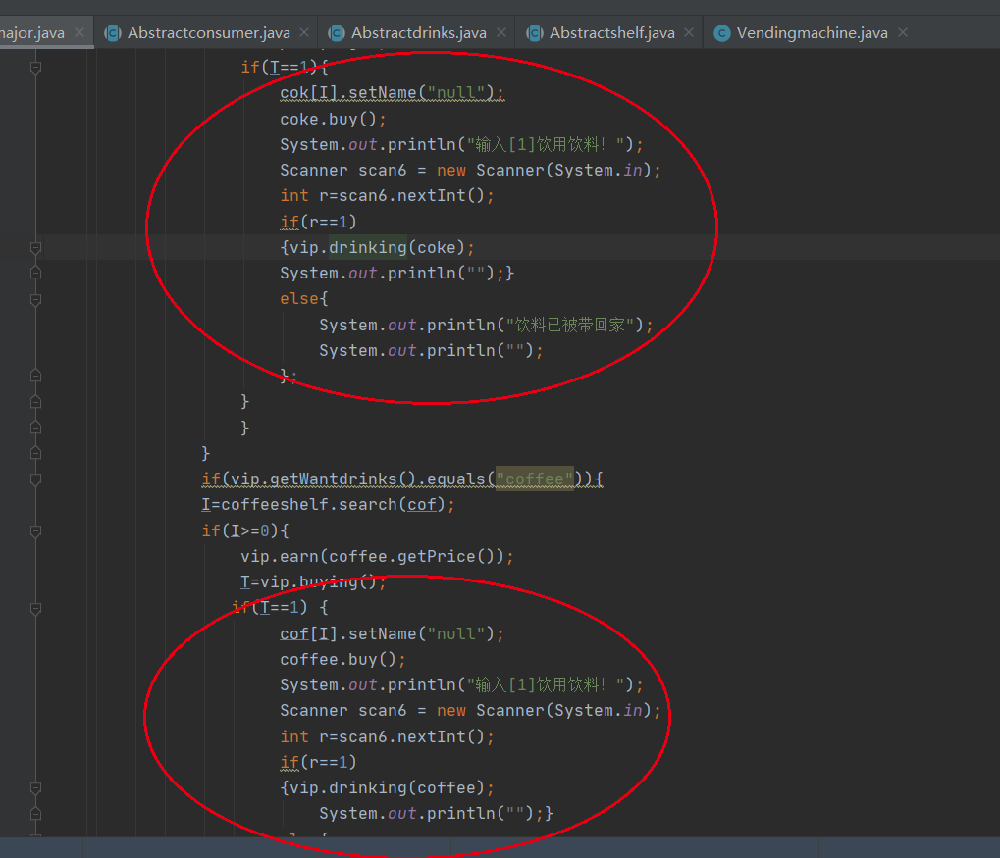 major.java × Abstractconsumer.java × Abstractdrinks.java × Abstractshelf.java × Vendingmachine.java ×
if(T==1){
cok[I].setName("null");
coke.buy();
System.out.println("输入[1]饮用饮料! ");
Scanner scan6 = new Scanner(System.in);
int r=scan6.nextInt();
if(r==1)
{vip.drinking(coke);
System.out.println("");}
else{
System.out.println("饮料已被带回家");
System.out.println("");
};
}
}
}
if(vip.getWantdrinks().equals("coffee")){
I=coffeeshelf.search(cof);
if(I>=0){
vip.earn(coffee.getPrice());
T=vip.buying();
if(T==1) {
cof[I].setName("null");
coffee.buy();
System.out.println("输入[1]饮用饮料! ");
Scanner scan6 = new Scanner(System.in);
int r=scan6.nextInt();
if(r==1)
{vip.drinking(coffee);
System.out.println("");}